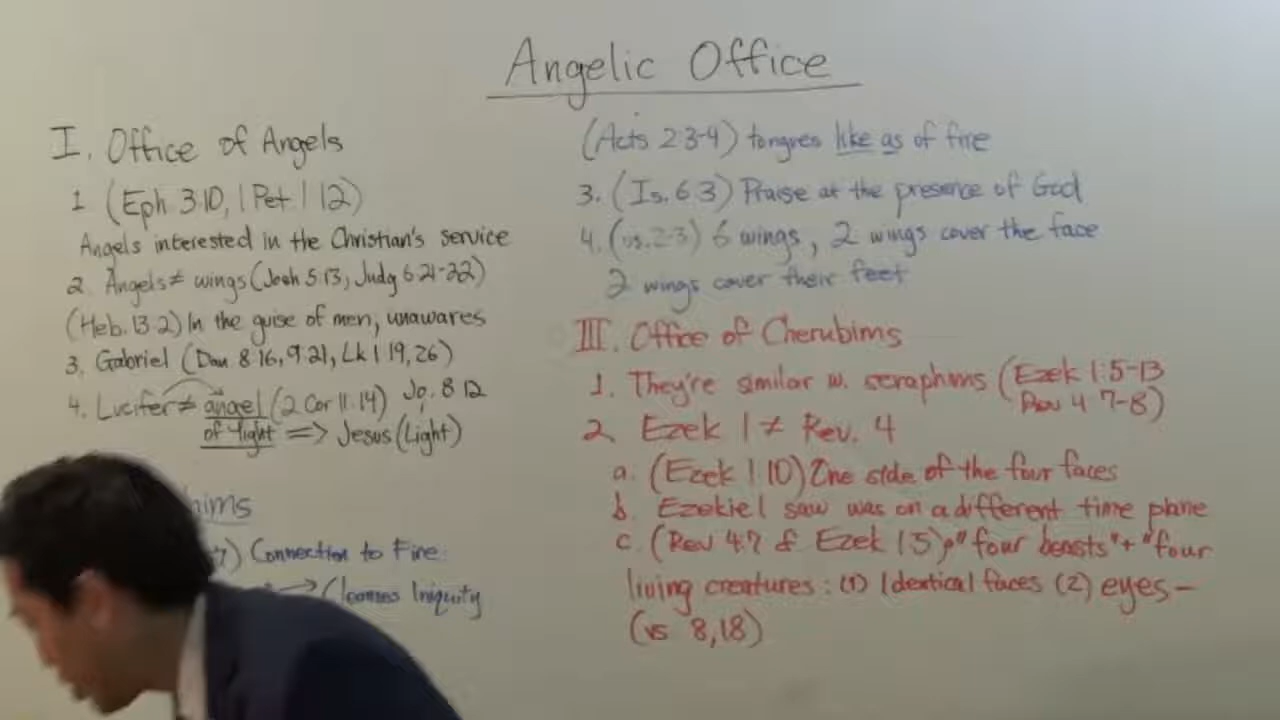 Angelic Office
I. Office of Angels
1 (Eph. 3:10, 1 Pet. 1:12)
Angels interested in the Christian's service
2. Angels ≠ wings (Josh 5:13, Judg 6:21-22)
(Heb. 13:2) In the guise of men, unawares
3. Gabriel (Dan. 8:16, 9:21, Lk 1:19, 26)
4. Lucifer ≠ angel (2 Cor 11:14) Jo. 8:12
of light => Jesus (Light)
hims
7) Connection to Fire:
→ Cleanses Iniquity
(Acts 2:3-4) tongues like as of fire
3. (Is. 6:3) Praise at the presence of God
4. (vs. 2-3) 6 wings, 2 wings cover the face
2 wings cover their feet
III. Office of Cherubims
1. They're similar w. seraphims (Ezek 1:5-13
Rev 4:7-8)
2 Ezek 1 ≠ Rev. 4
a. (Ezek 1:10) One side of the four faces
b. Ezekiel saw was on a different time plane
c. (Rev 4:7 & Ezek 1:5) "four beasts" + "four
living creatures: (1) Identical faces (2) eyes-
(vs 8, 18)